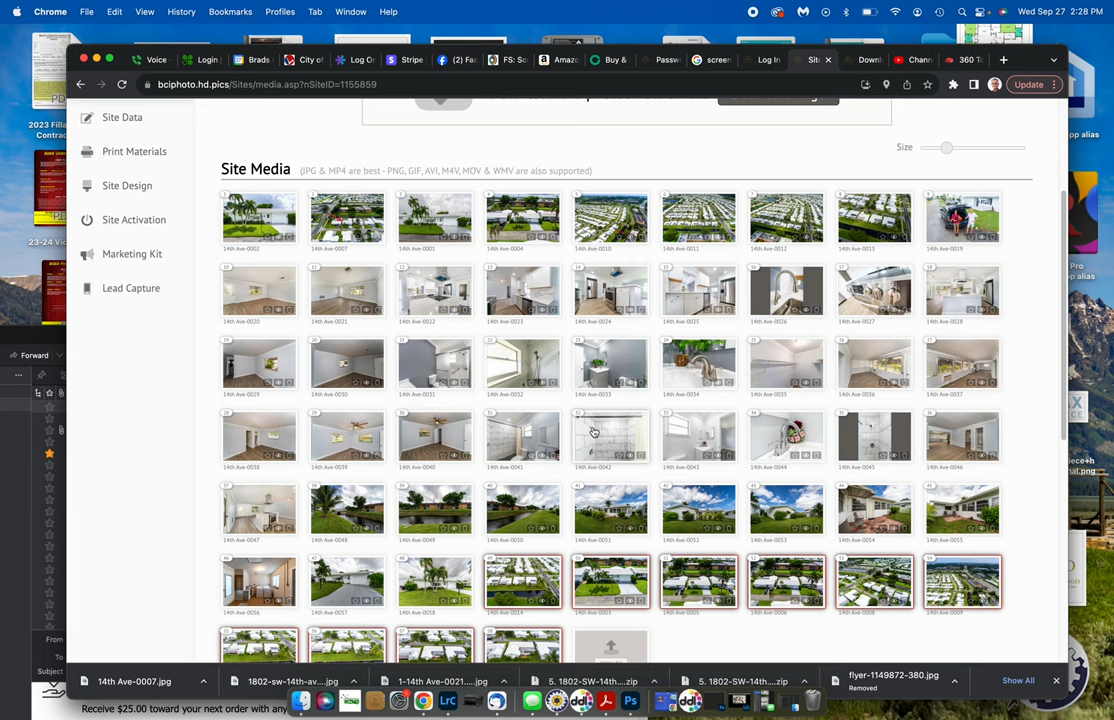 Chrome File Edit View History Bookmarks Profiles Tab Window Help
Wed Sep 27 2:28 PM
Voice Login Brads City of Log On Stripe (2) Fac FS: So Amazo Buy & Passw screen Log In Site Downl Chann 360 To
bciphoto.hd.pics/Sites/media.asp?nSiteID=1155859
Update
2023 Filla
Contrac
23-24 Vic
app alias
Pro
app alias
Forward
From
To
Subject
Receive $25.00 toward your next order with any
Site Data
Print Materials
Site Design
Site Activation
Marketing Kit
Lead Capture
Size
Site Media (JPG & MP4 are best - PNG, GIF, AVI, M4V, MOV & WMV are also supported)
14th Ave-0002 14th Ave-0007 14th Ave-0001 14th Ave-0004 14th Ave-0010 14th Ave-0011 14th Ave-0012 14th Ave-0013 14th Ave-0019
14th Ave-0020 14th Ave-0021 14th Ave-0022 14th Ave-0023 14th Ave-0024 14th Ave-0025 14th Ave-0026 14th Ave-0027 14th Ave-0028
14th Ave-0029 14th Ave-0030 14th Ave-0031 14th Ave-0032 14th Ave-0033 14th Ave-0034 14th Ave-0035 14th Ave-0036 14th Ave-0037
14th Ave-0038 14th Ave-0039 14th Ave-0040 14th Ave-0041 14th Ave-0042 14th Ave-0043 14th Ave-0044 14th Ave-0045 14th Ave-0046
14th Ave-0047 14th Ave-0048 14th Ave-0049 14th Ave-0050 14th Ave-0051 14th Ave-0052 14th Ave-0053 14th Ave-0054 14th Ave-0055
14th Ave-0056 14th Ave-0057 14th Ave-0058 14th Ave-0014 14th Ave-0003 14th Ave-0005 14th Ave-0006 14th Ave-0008 14th Ave-0009
14th Ave-0007.jpg
1802-sw-14th-av....jpg
1-14th Ave-0021....jpg
5. 1802-SW-14th....zip
5. 1802-SW-14th....zip
flyer-1149872-380.jpg
Removed
Show All